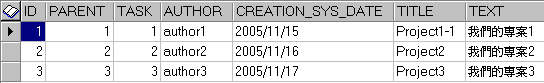 ID PARENT TASK AUTHOR CREATION_SYS_DATE TITLE TEXT
1 1 1 author1 2005/11/15 Project1-1 我們的專案1
2 2 2 author2 2005/11/16 Project2 我們的專案2
3 3 3 author3 2005/11/17 Project3 我們的專案3